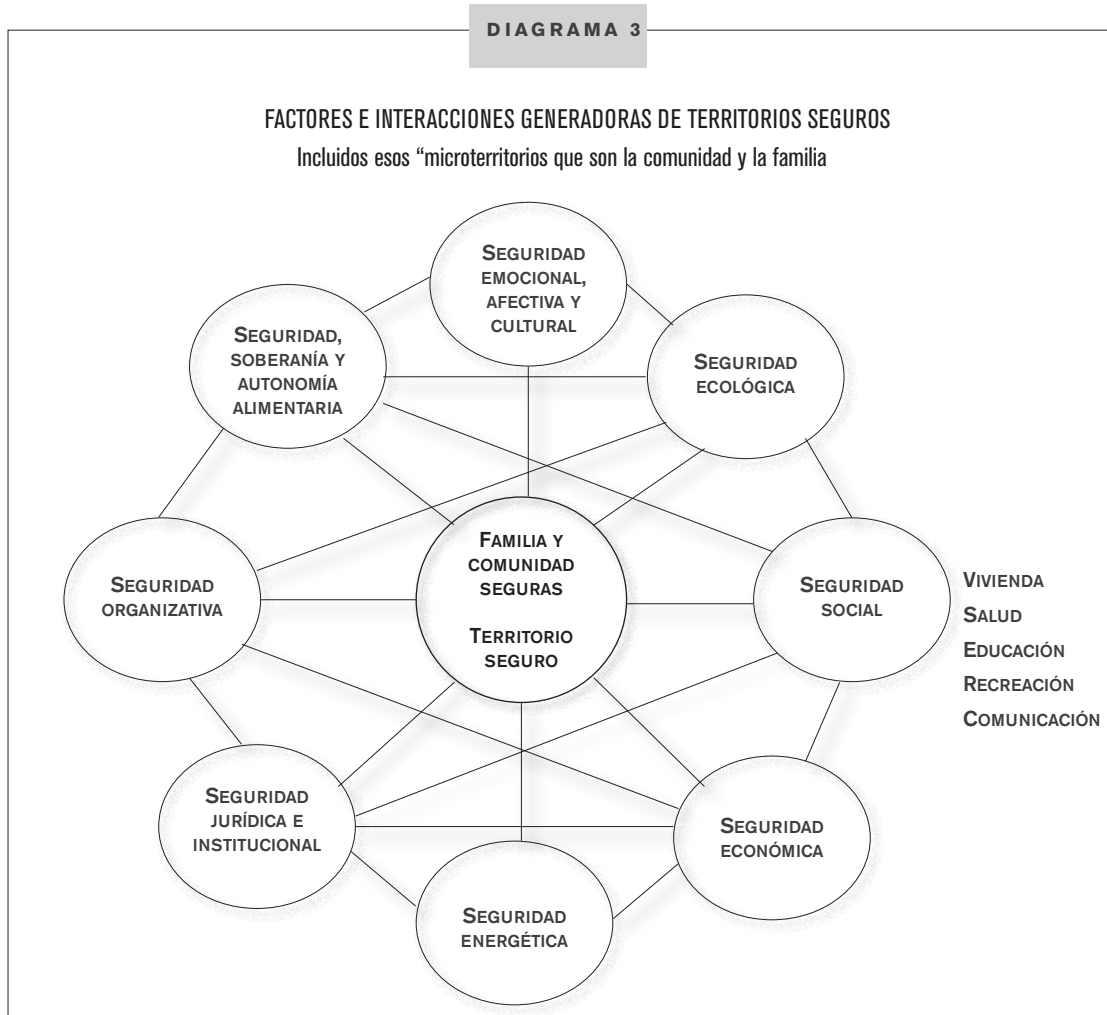 DIAGRAMA 3
FACTORES E INTERACCIONES GENERADORAS DE TERRITORIOS SEGUROS
Incluidos esos “microterritorios que son la comunidad y la familia
SEGURIDAD
EMOCIONAL,
AFECTIVA Y
CULTURAL
SEGURIDAD,
SOBERANÍA Y
AUTONOMÍA
ALIMENTARIA
SEGURIDAD
ECOLÓGICA
FAMILIA Y
COMUNIDAD
SEGURAS
TERRITORIO
SEGURO
SEGURIDAD
ORGANIZATIVA
SEGURIDAD
SOCIAL
VIVIENDA
SALUD
EDUCACIÓN
RECREACIÓN
COMUNICACIÓN
SEGURIDAD
JURÍDICA E
INSTITUCIONAL
SEGURIDAD
ECONÓMICA
SEGURIDAD
ENERGÉTICA